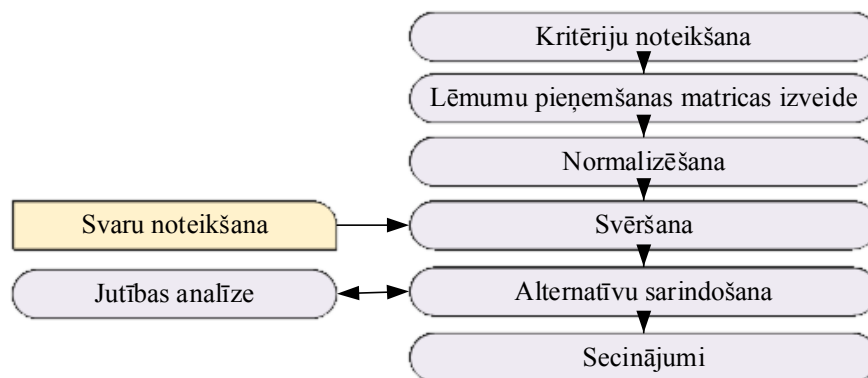 Kritēriju noteikšana
Lēmumu pieņemšanas matricas izveide
Normalizēšana
Svaru noteikšana
Svēršana
Jutības analīze
Alternatīvu sarindošana
Secinājumi